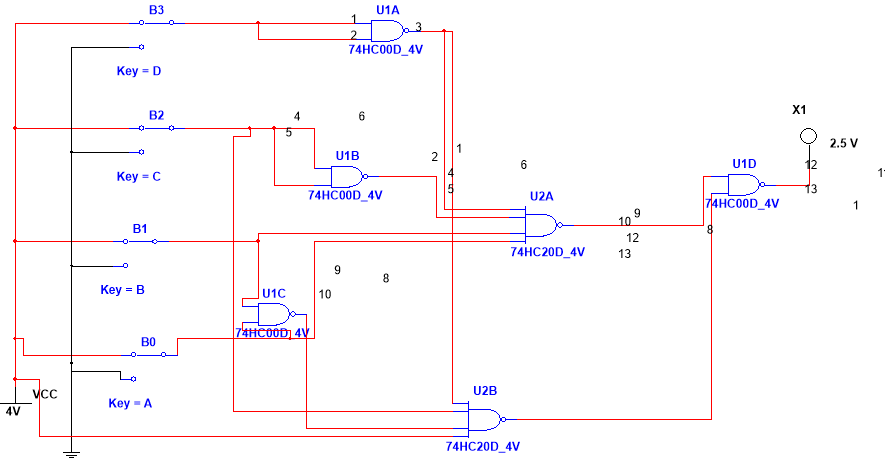 B3
U1A
1
2
3
74HC00D_4V
Key = D
X1
2.5 V
B2
4
5
6
U1B
74HC00D_4V
Key = C
1
2
4
5
6
U2A
74HC20D_4V
9
10
12
13
8
U1D
74HC00D_4V
12
13
1
B1
Key = B
9
10
8
U1C
74HC00D_4V
B0
Key = A
VCC
4V
U2B
74HC20D_4V